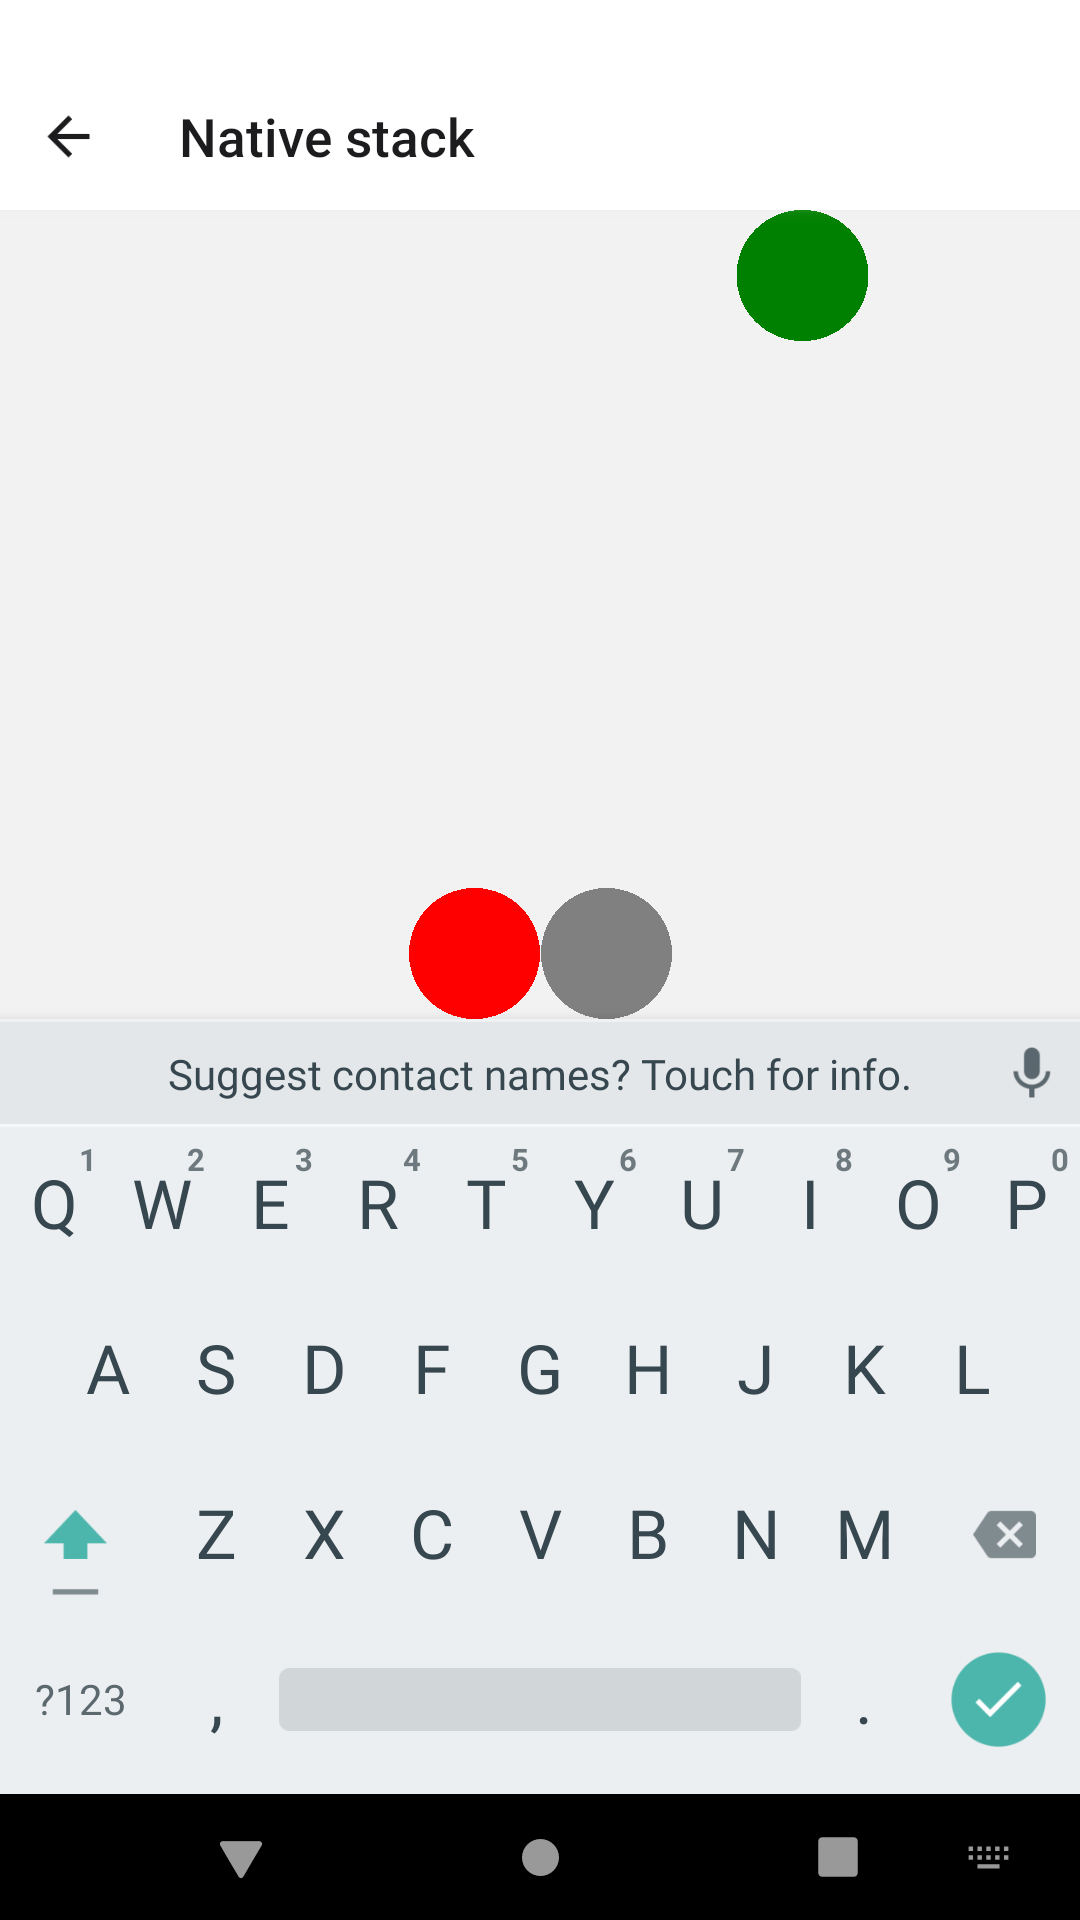 Native stack
Suggest contact names? Touch for info.
1 2 3 4 5 6 7 8 9 0
Q W E R T Y U I O P
A S D F G H J K L
Z X C V B N M
?123 , .